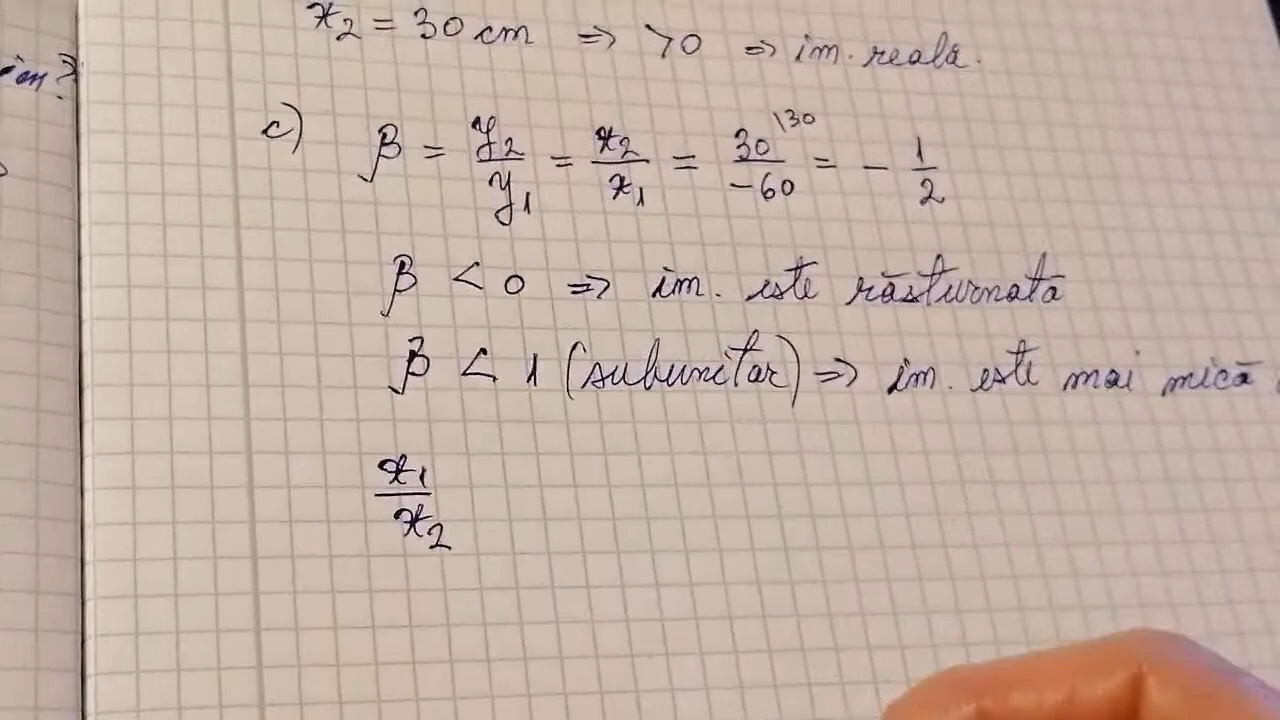 x₂ = 30 cm => >0 => im. reală.
c) β = y₂/y₁ = x₂/x₁ = 30\30/-60 = - 1/2
β < 0 => im. este răsturnată
β < 1 (subunitar) => im. este mai mică
x₁/x₂